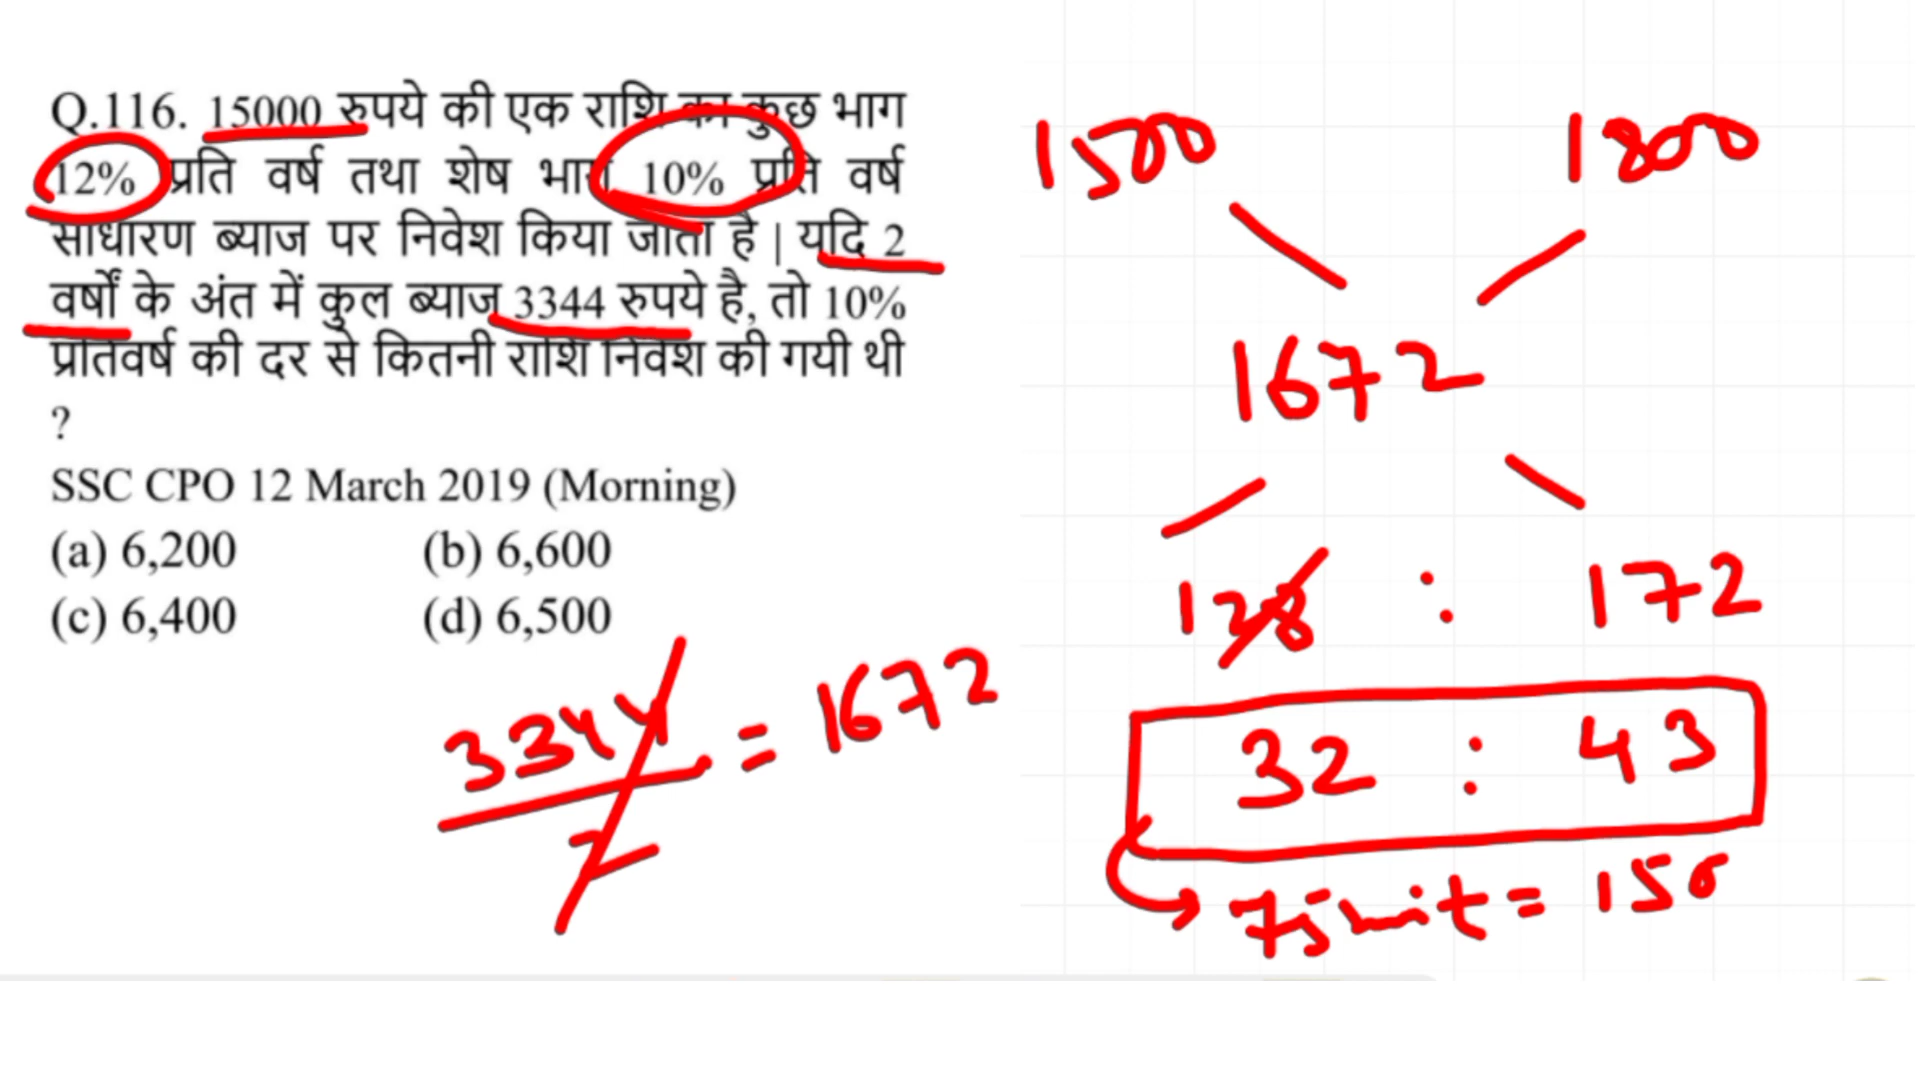 Q.116. 15000 रुपये की एक राशि का कुछ भाग
12% प्रति वर्ष तथा शेष भाग 10% प्रति वर्ष
साधारण ब्याज पर निवेश किया जाता है | यदि 2
वर्षों के अंत में कुल ब्याज 3344 रुपये है, तो 10%
प्रतिवर्ष की दर से कितनी राशि निवेश की गयी थी
?
SSC CPO 12 March 2019 (Morning)
(a) 6,200 (b) 6,600
(c) 6,400 (d) 6,500
3344/2 = 1672
1500 1800
1672
128 : 172
32 : 43
75unit = 150